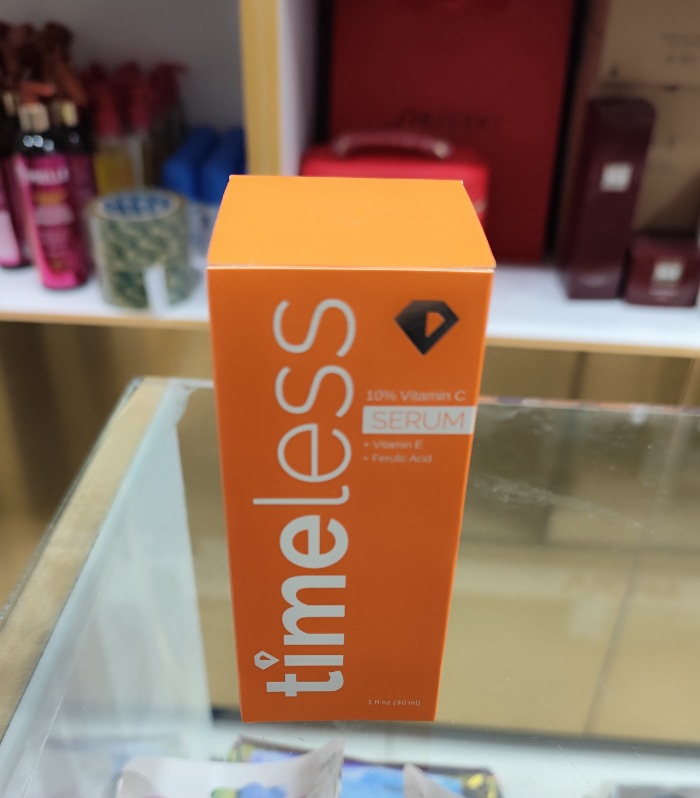 timeless
10% Vitamin C
SERUM
+ Vitamin E
+ Ferulic Acid
1 fl oz (30 ml)